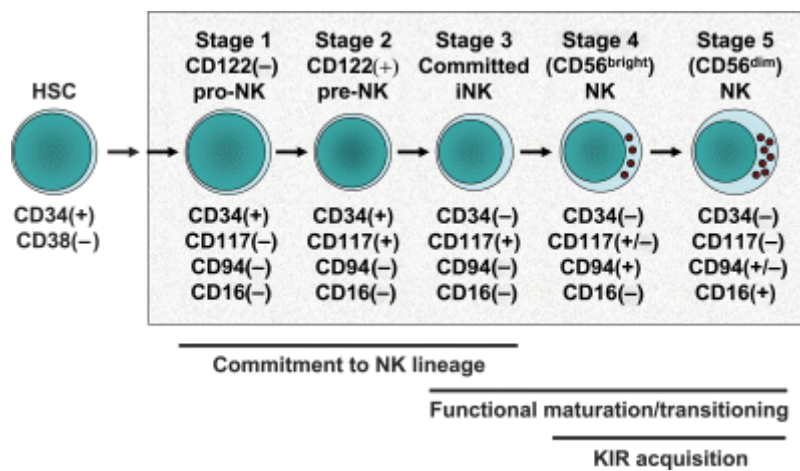 HSC
CD34(+)
CD38(–)
Stage 1
CD122(–)
pro-NK
CD34(+)
CD117(–)
CD94(–)
CD16(–)
Stage 2
CD122(+)
pre-NK
CD34(+)
CD117(+)
CD94(–)
CD16(–)
Stage 3
Committed
iNK
CD34(–)
CD117(+)
CD94(–)
CD16(–)
Stage 4
(CD56bright)
NK
CD34(–)
CD117(+/–)
CD94(+)
CD16(–)
Stage 5
(CD56dim)
NK
CD34(–)
CD117(–)
CD94(+/–)
CD16(+)
Commitment to NK lineage
Functional maturation/transitioning
KIR acquisition